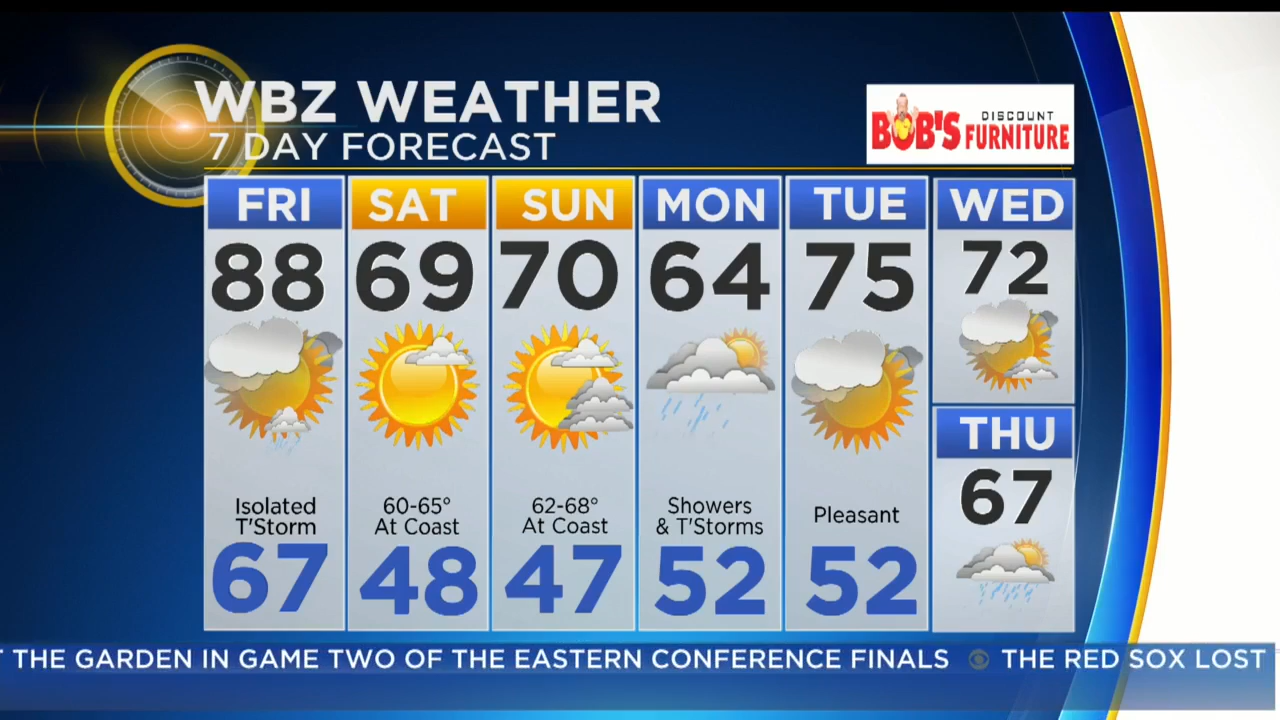 WBZ WEATHER
7 DAY FORECAST
BOB'S DISCOUNT FURNITURE
FRI
88
Isolated
T'Storm
67
SAT
69
60-65°
At Coast
48
SUN
70
62-68°
At Coast
47
MON
64
Showers
& T'Storms
52
TUE
75
Pleasant
52
WED
72
THU
67
THE GARDEN IN GAME TWO OF THE EASTERN CONFERENCE FINALS THE RED SOX LOST